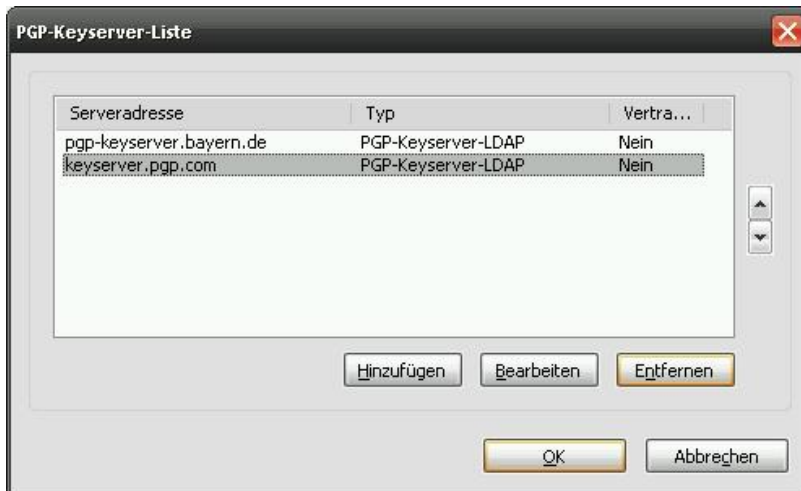 PGP-Keyserver-Liste
Serveradresse Typ Vertra...
pgp-keyserver.bayern.de PGP-Keyserver-LDAP Nein
keyserver.pgp.com PGP-Keyserver-LDAP Nein
Hinzufügen Bearbeiten Entfernen
OK Abbrechen